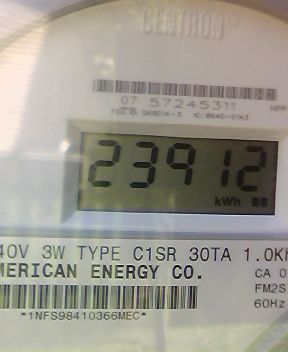 CENTRON®
07 57245311
23912
kWh
40V 3W TYPE C1SR 30TA 1.0K
MERICAN ENERGY CO.
CA 0
FM2S
60Hz
*1NFS98410366MEC*